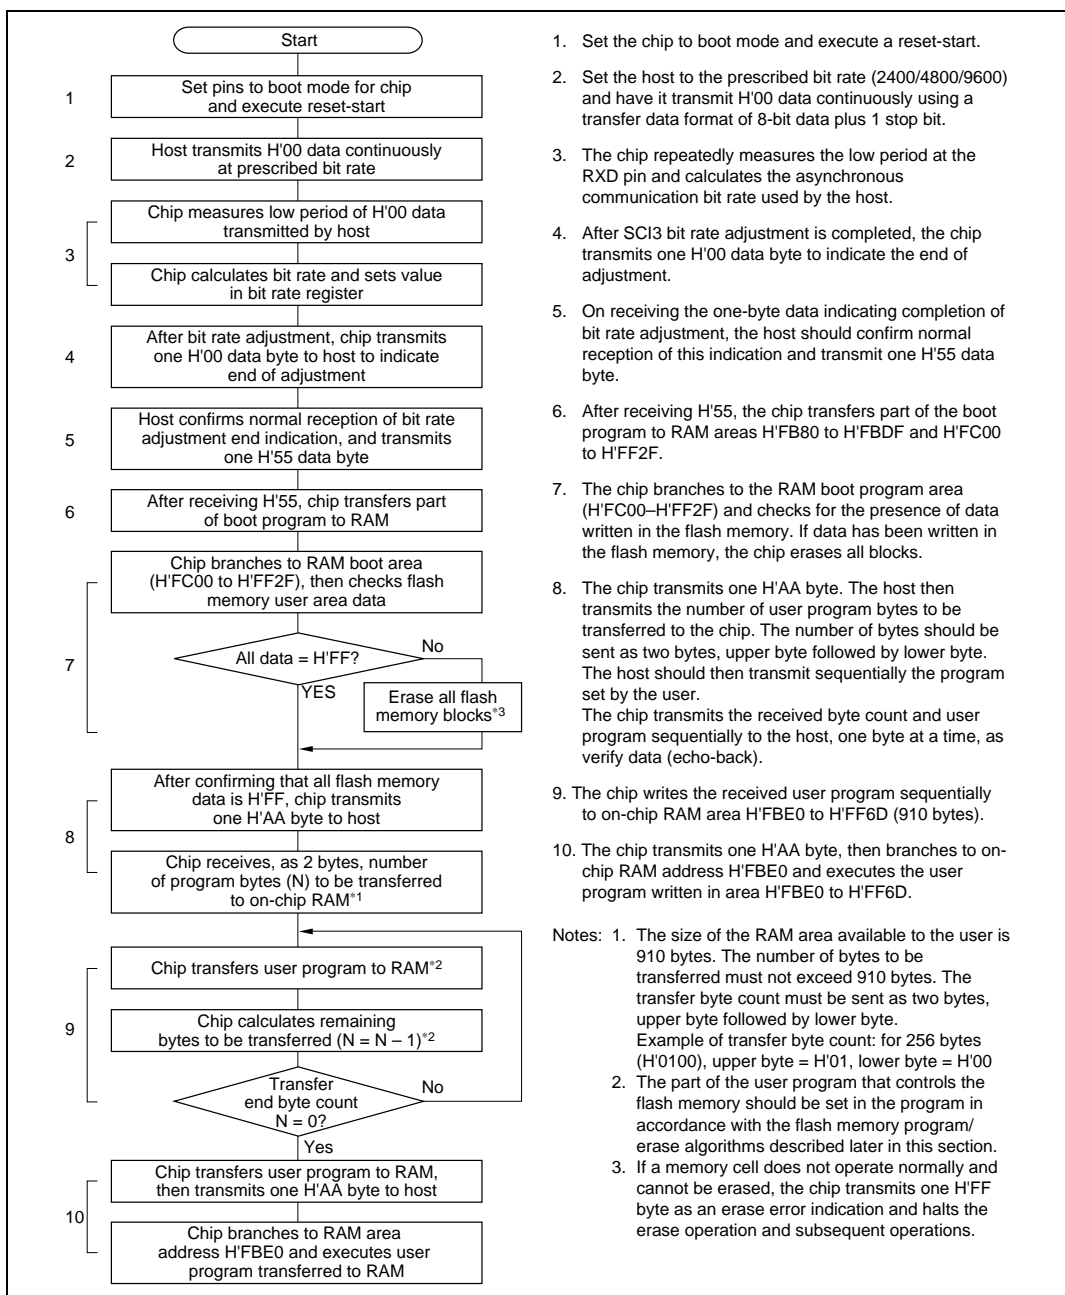 Start
1
Set pins to boot mode for chip
and execute reset-start
2
Host transmits H'00 data continuously
at prescribed bit rate
3
Chip measures low period of H'00 data
transmitted by host
Chip calculates bit rate and sets value
in bit rate register
4
After bit rate adjustment, chip transmits
one H'00 data byte to host to indicate
end of adjustment
5
Host confirms normal reception of bit rate
adjustment end indication, and transmits
one H'55 data byte
6
After receiving H'55, chip transfers part
of boot program to RAM
7
Chip branches to RAM boot area
(H'FC00 to H'FF2F), then checks flash
memory user area data
All data = H'FF?
No
YES
Erase all flash
memory blocks*3
8
After confirming that all flash memory
data is H'FF, chip transmits
one H'AA byte to host
Chip receives, as 2 bytes, number
of program bytes (N) to be transferred
to on-chip RAM*1
9
Chip transfers user program to RAM*2
Chip calculates remaining
bytes to be transferred (N = N – 1)*2
Transfer
end byte count
N = 0?
No
Yes
10
Chip transfers user program to RAM,
then transmits one H'AA byte to host
Chip branches to RAM area
address H'FBE0 and executes user
program transferred to RAM
1. Set the chip to boot mode and execute a reset-start.
2. Set the host to the prescribed bit rate (2400/4800/9600)
and have it transmit H'00 data continuously using a
transfer data format of 8-bit data plus 1 stop bit.
3. The chip repeatedly measures the low period at the
RXD pin and calculates the asynchronous
communication bit rate used by the host.
4. After SCI3 bit rate adjustment is completed, the chip
transmits one H'00 data byte to indicate the end of
adjustment.
5. On receiving the one-byte data indicating completion of
bit rate adjustment, the host should confirm normal
reception of this indication and transmit one H'55 data
byte.
6. After receiving H'55, the chip transfers part of the boot
program to RAM areas H'FB80 to H'FBDF and H'FC00
to H'FF2F.
7. The chip branches to the RAM boot program area
(H'FC00–H'FF2F) and checks for the presence of data
written in the flash memory. If data has been written in
the flash memory, the chip erases all blocks.
8. The chip transmits one H'AA byte. The host then
transmits the number of user program bytes to be
transferred to the chip. The number of bytes should be
sent as two bytes, upper byte followed by lower byte.
The host should then transmit sequentially the program
set by the user.
The chip transmits the received byte count and user
program sequentially to the host, one byte at a time, as
verify data (echo-back).
9. The chip writes the received user program sequentially
to on-chip RAM area H'FBE0 to H'FF6D (910 bytes).
10. The chip transmits one H'AA byte, then branches to on-
chip RAM address H'FBE0 and executes the user
program written in area H'FBE0 to H'FF6D.
Notes: 1. The size of the RAM area available to the user is
910 bytes. The number of bytes to be
transferred must not exceed 910 bytes. The
transfer byte count must be sent as two bytes,
upper byte followed by lower byte.
Example of transfer byte count: for 256 bytes
(H'0100), upper byte = H'01, lower byte = H'00
2. The part of the user program that controls the
flash memory should be set in the program in
accordance with the flash memory program/
erase algorithms described later in this section.
3. If a memory cell does not operate normally and
cannot be erased, the chip transmits one H'FF
byte as an erase error indication and halts the
erase operation and subsequent operations.